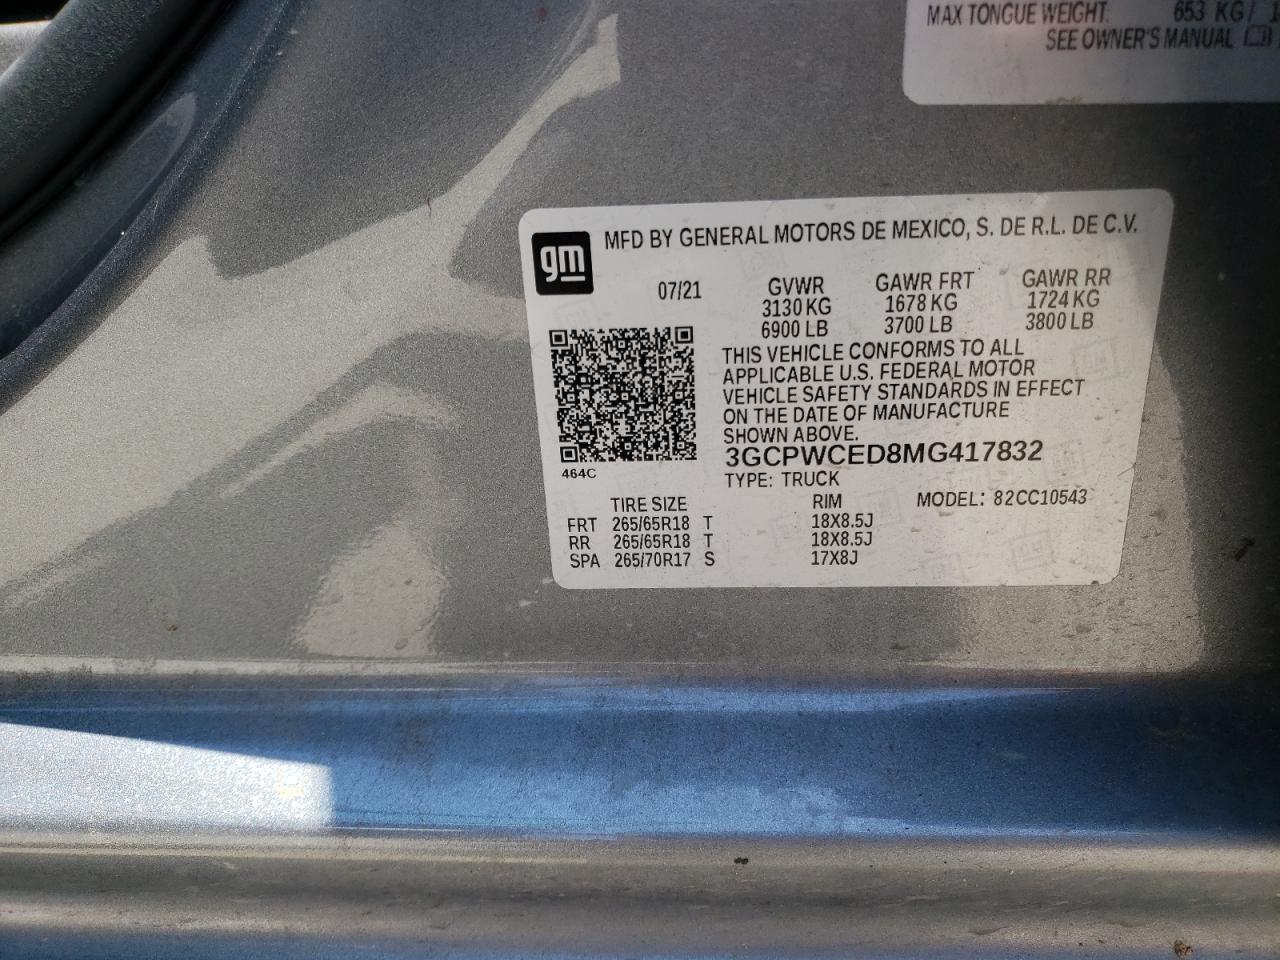 MAX TONGUE WEIGHT. 653 KG/
SEE OWNER'S MANUAL
gm
MFD BY GENERAL MOTORS DE MEXICO, S. DE R.L. DE C.V.
07/21 GVWR GAWR FRT GAWR RR
3130 KG 1678 KG 1724 KG
6900 LB 3700 LB 3800 LB
THIS VEHICLE CONFORMS TO ALL
APPLICABLE U.S. FEDERAL MOTOR
VEHICLE SAFETY STANDARDS IN EFFECT
ON THE DATE OF MANUFACTURE
SHOWN ABOVE.
3GCPWCED8MG417832
464C
TYPE: TRUCK
TIRE SIZE RIM MODEL: 82CC10543
FRT 265/65R18 T 18X8.5J
RR 265/65R18 T 18X8.5J
SPA 265/70R17 S 17X8J